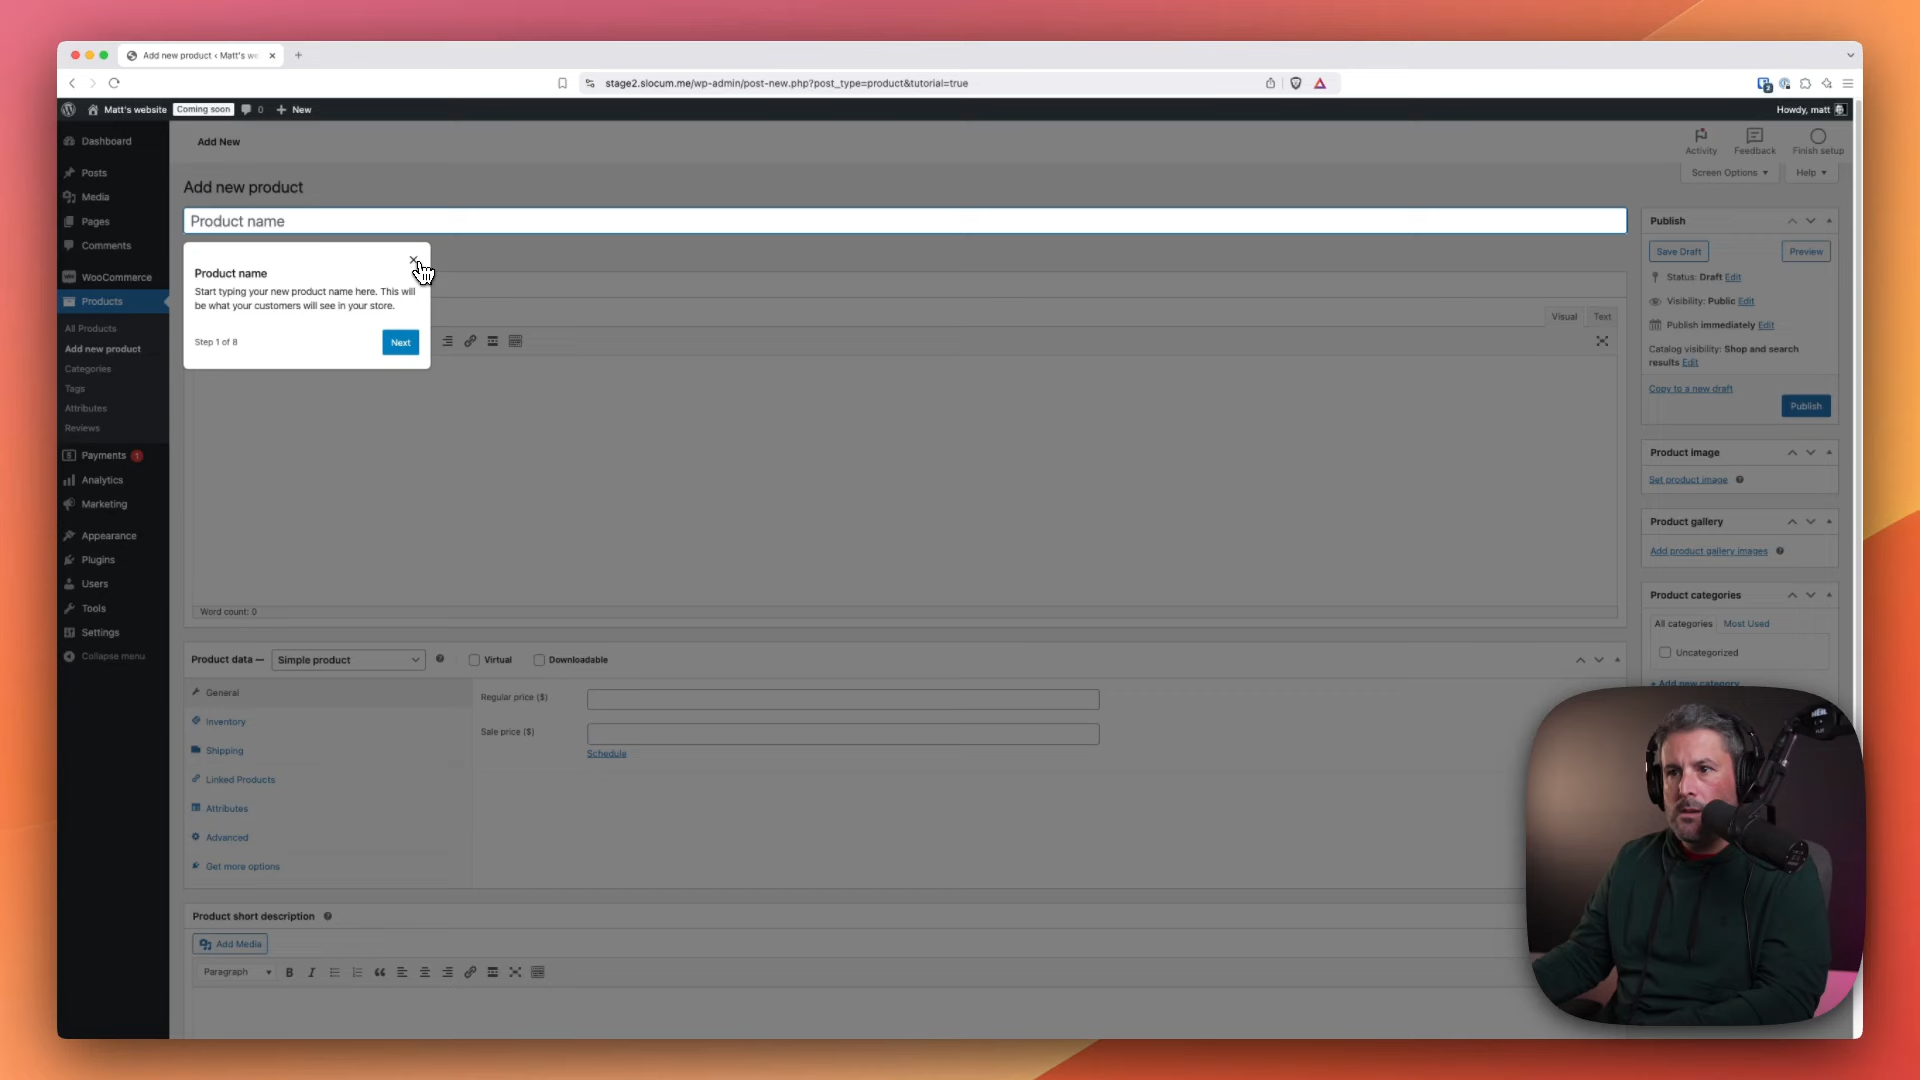 Add new product ‹ Matt's we
stage2.slocum.me/wp-admin/post-new.php?post_type=product&tutorial=true
Matt's website
Coming soon
0
New
Howdy, matt
Dashboard
Posts
Media
Pages
Comments
WooCommerce
Products
All Products
Add new product
Categories
Tags
Attributes
Reviews
Payments 1
Analytics
Marketing
Appearance
Plugins
Users
Tools
Settings
Collapse menu
Add New
Activity
Feedback
Finish setup
Screen Options
Help
Add new product
Product name
Product name
Start typing your new product name here. This will
be what your customers will see in your store.
Step 1 of 8
Next
Visual
Text
Word count: 0
Product data —
Simple product
Virtual
Downloadable
General
Inventory
Shipping
Linked Products
Attributes
Advanced
Get more options
Regular price ($)
Sale price ($)
Schedule
Product short description
Add Media
Paragraph
B I
Publish
Save Draft
Preview
Status: Draft Edit
Visibility: Public Edit
Publish immediately Edit
Catalog visibility: Shop and search
results Edit
Copy to a new draft
Publish
Product image
Set product image
Product gallery
Add product gallery images
Product categories
All categories
Most Used
Uncategorized
+ Add new category